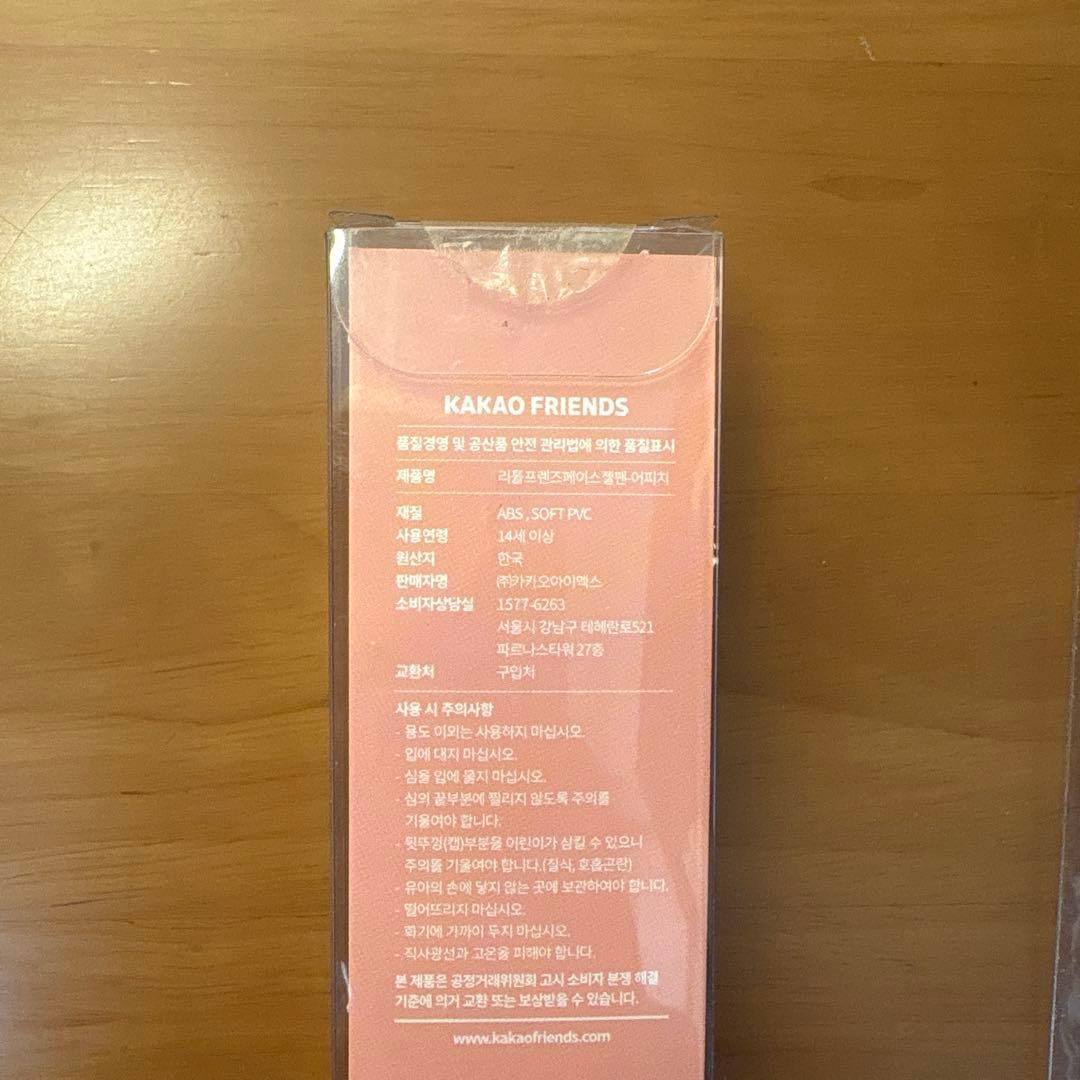 KAKAO FRIENDS
품질경영 및 공산품 안전 관리법에 의한 품질표시
제품명 리틀프렌즈페이스젤펜-어피치
재질 ABS , SOFT PVC
사용연령 14세 이상
원산지 한국
판매자명 ㈜카카오아이엑스
소비자상담실 1577-6263
서울시 강남구 테헤란로521
파르나스타워 27층
교환처 구입처
사용 시 주의사항
- 용도 이외는 사용하지 마십시오.
- 입에 대지 마십시오.
- 심을 입에 물지 마십시오.
- 심의 끝부분에 찔리지 않도록 주의를
기울여야 합니다.
- 뒷뚜껑(캡)부분을 어린이가 삼킬 수 있으니
주의를 기울여야 합니다.(질식, 호흡곤란)
- 유아의 손에 닿지 않는 곳에 보관하여야 합니다.
- 떨어뜨리지 마십시오.
- 화기에 가까이 두지 마십시오.
- 직사광선과 고온을 피해야 합니다.
본 제품은 공정거래위원회 고시 소비자 분쟁 해결
기준에 의거 교환 또는 보상받을 수 있습니다.
www.kakaofriends.com